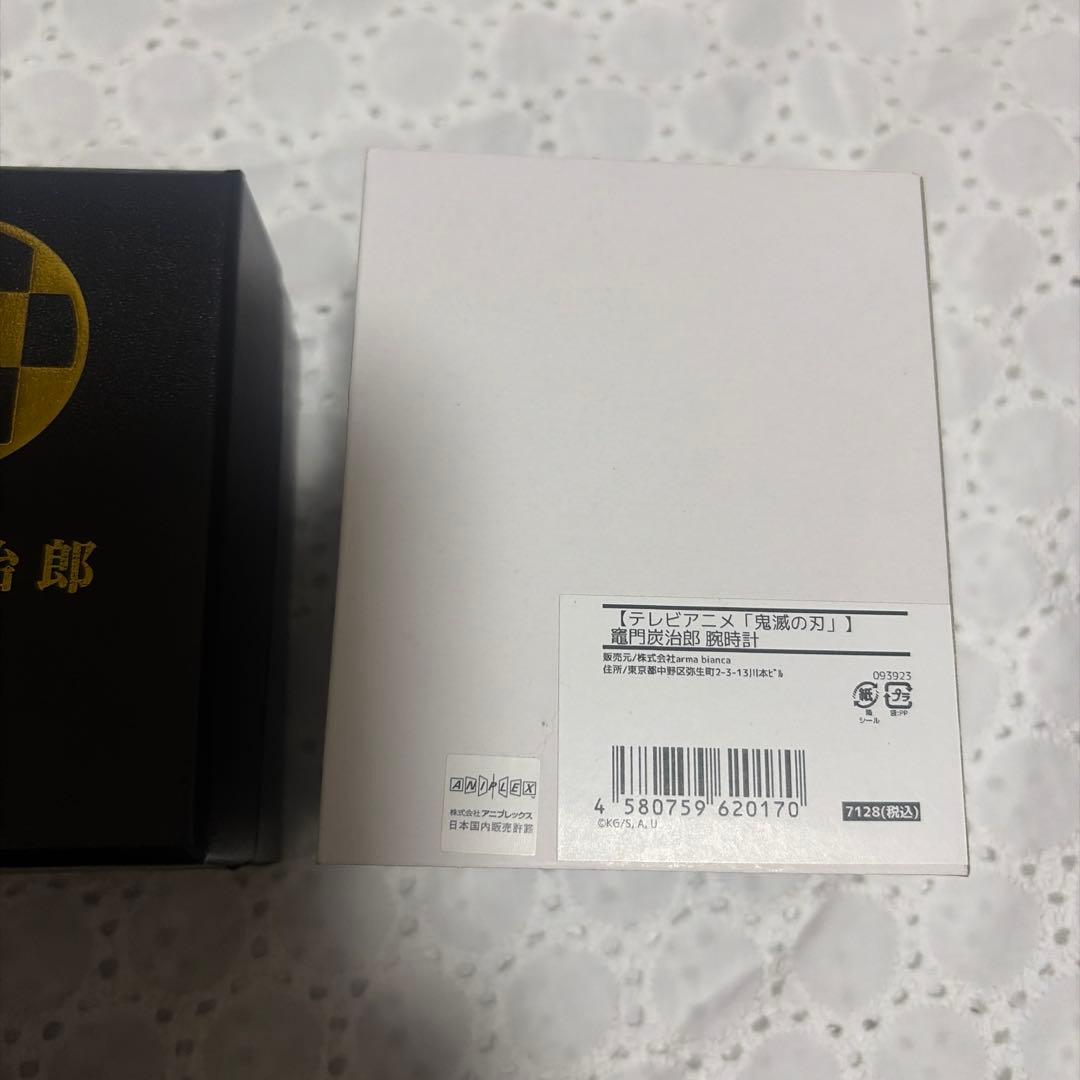 治郎
【テレビアニメ「鬼滅の刃」】
竈門炭治郎 腕時計
販売元/株式会社arma bianca
住所/東京都中野区弥生町2-3-13川本ﾋﾞﾙ
093923
紙 プラ
箱 袋:PP
シール
4 580759 620170
©KG/S, A, U
7128(税込)
ANIPLEX
株式会社 アニプレックス
日本国内販売許諾